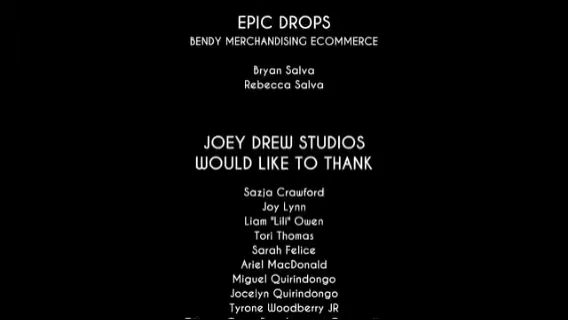 EPIC DROPS
BENDY MERCHANDISING ECOMMERCE
Bryan Salva
Rebecca Salva
JOEY DREW STUDIOS
WOULD LIKE TO THANK
Sazja Crawford
Joy Lynn
Liam "Lili" Owen
Tori Thomas
Sarah Felice
Ariel MacDonald
Miguel Quirindongo
Jocelyn Quirindongo
Tyrone Woodberry JR